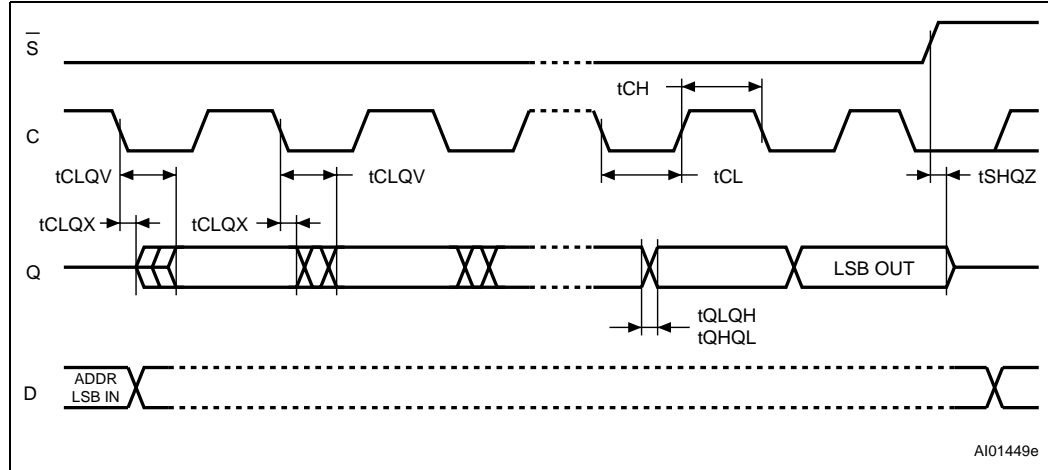 S̅
tCH
C
tCLQV
tCLQV
tCL
tSHQZ
tCLQX
tCLQX
Q
LSB OUT
tQLQH
tQHQL
D
ADDR
LSB IN
AI01449e